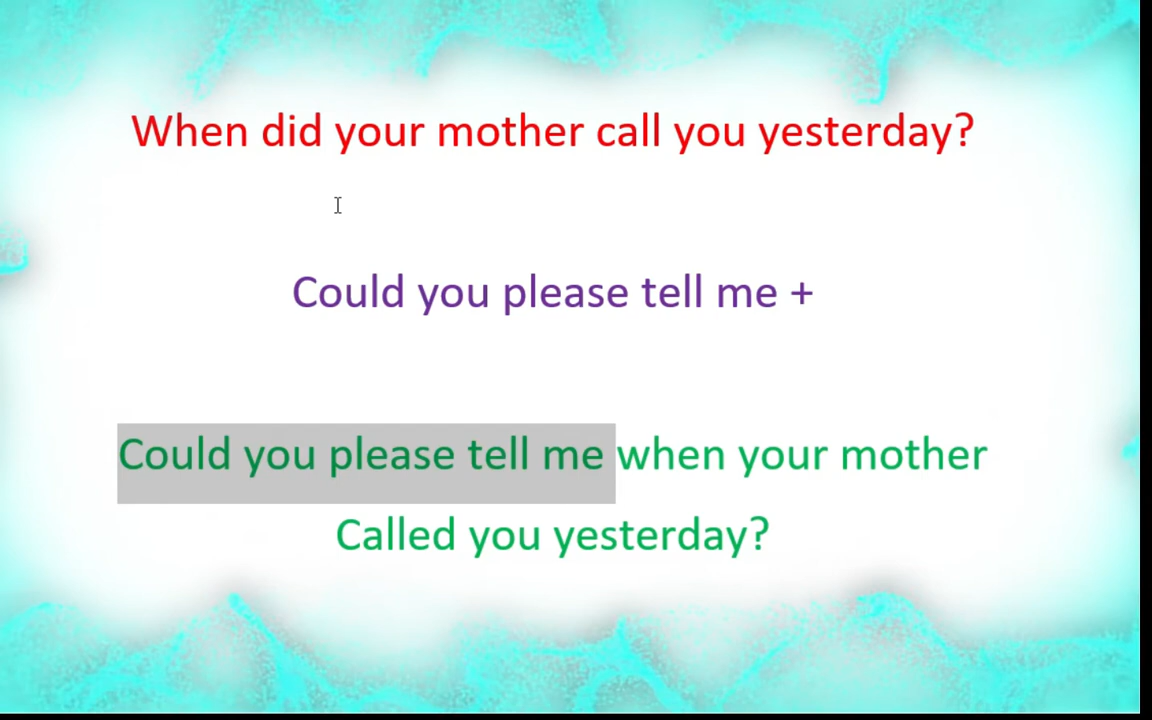 When did your mother call you yesterday?
Could you please tell me +
Could you please tell me when your mother
Called you yesterday?